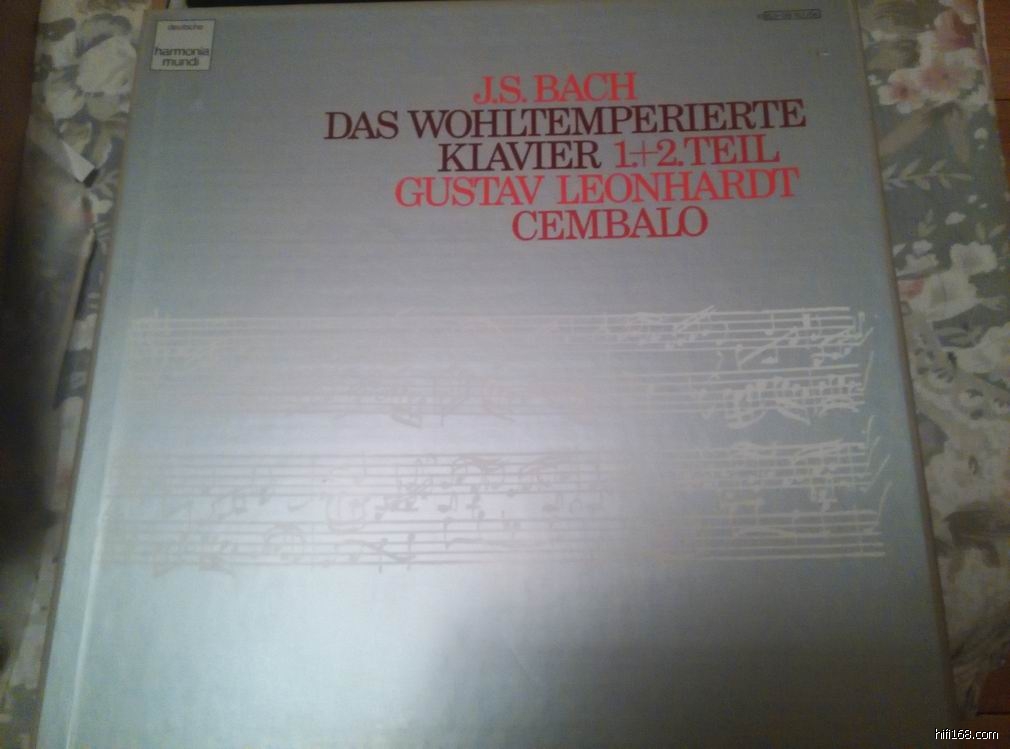 deutsche
harmonia
mundi
J.S. BACH
DAS WOHLTEMPERIERTE
KLAVIER 1.+2.TEIL
GUSTAV LEONHARDT
CEMBALO
hifi168.com